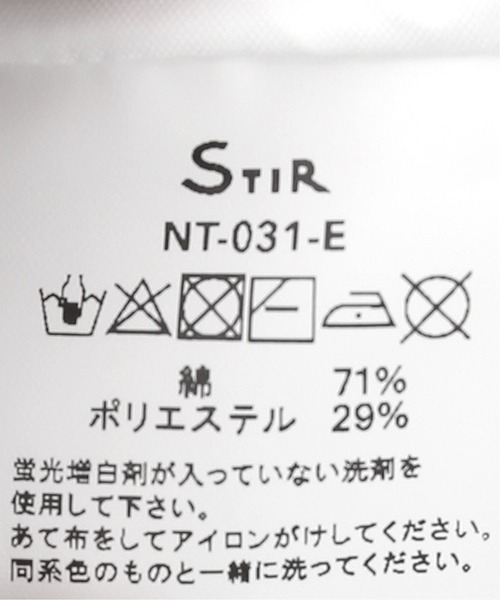 STIR
NT-031-E
綿 71%
ポリエステル 29%
蛍光増白剤が入っていない洗剤を
使用して下さい。
あて布をしてアイロンがけしてください。
同系色のものと一緒に洗ってください。